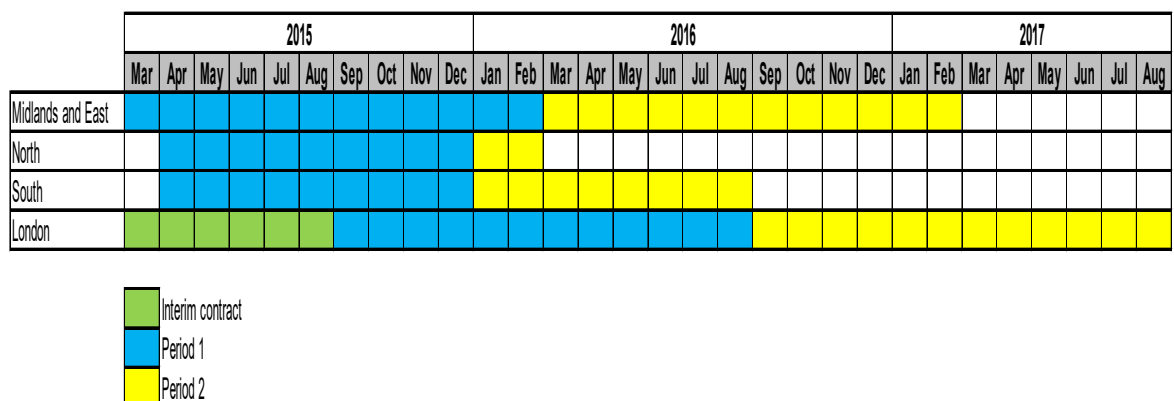 2015 2016 2017
Mar Apr May Jun Jul Aug Sep Oct Nov Dec Jan Feb Mar Apr May Jun Jul Aug Sep Oct Nov Dec Jan Feb Mar Apr May Jun Jul Aug
Midlands and East
North
South
London
Interim contract
Period 1
Period 2